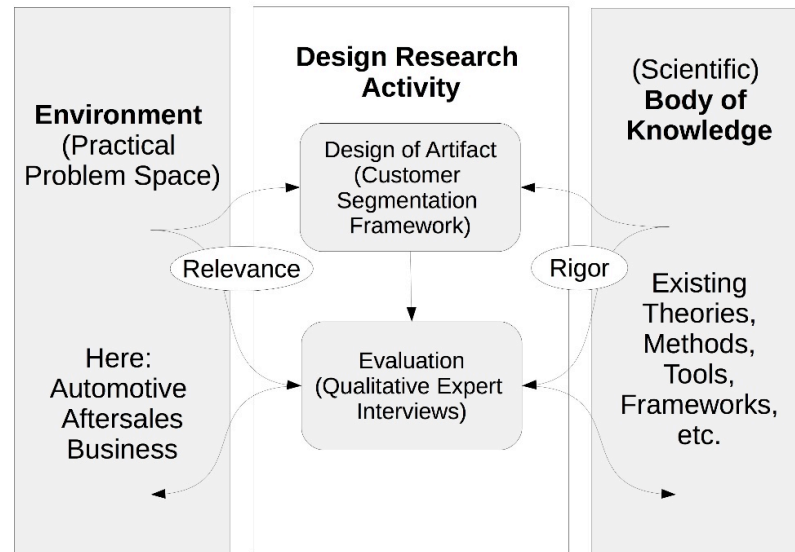 Environment
(Practical
Problem Space)
Here:
Automotive
Aftersales
Business
Relevance
Design Research
Activity
Design of Artifact
(Customer
Segmentation
Framework)
Evaluation
(Qualitative Expert
Interviews)
Rigor
(Scientific)
Body of
Knowledge
Existing
Theories,
Methods,
Tools,
Frameworks,
etc.